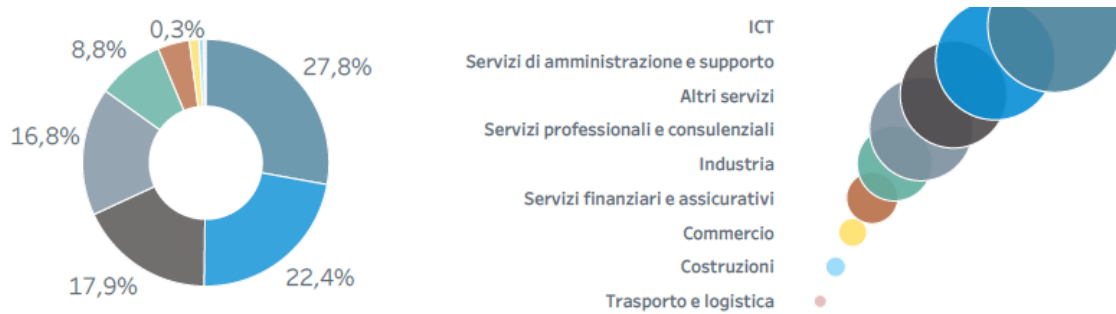 0,3%
8,8%
27,8%
16,8%
22,4%
17,9%
ICT
Servizi di amministrazione e supporto
Altri servizi
Servizi professionali e consulenziali
Industria
Servizi finanziari e assicurativi
Commercio
Costruzioni
Trasporto e logistica